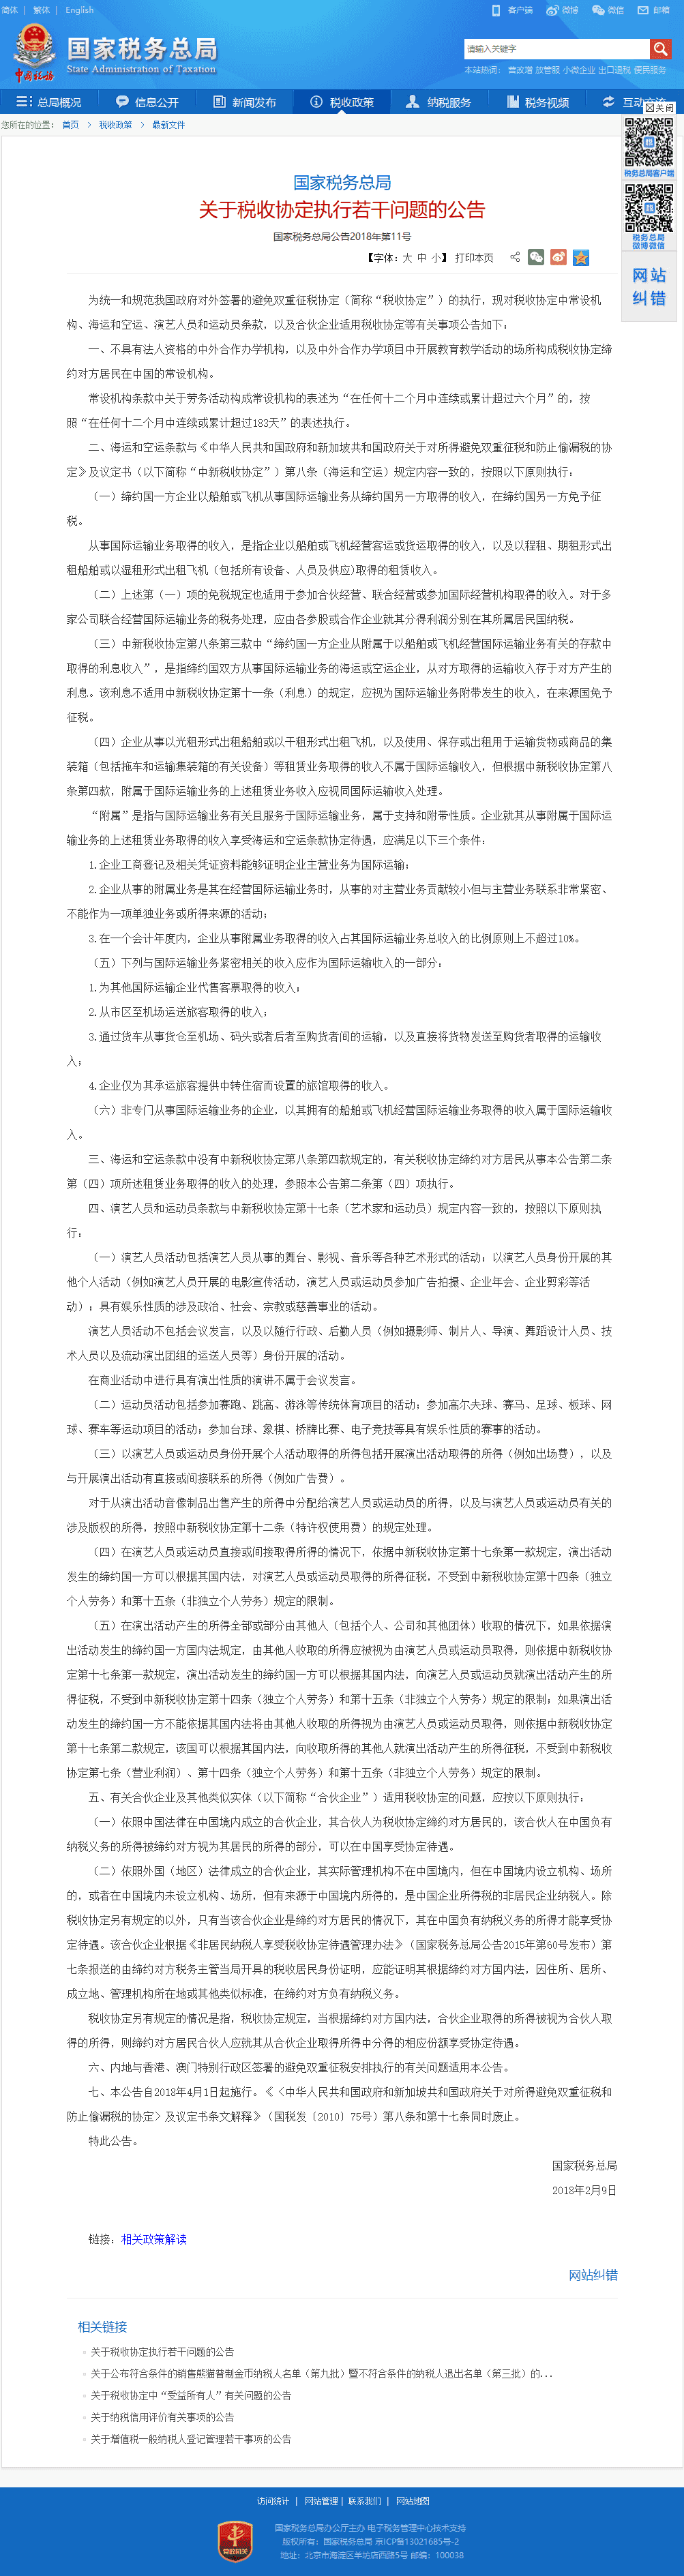 简体 | 繁体 | English
客户端 微博 微信 邮箱
国家税务总局
State Administration of Taxation
请输入关键字
本站热词: 营改增 放管服 小微企业 出口退税 便民服务
总局概况 信息公开 新闻发布 税收政策 纳税服务 税务视频 互动交流
关闭
您所在的位置: 首页 > 税收政策 > 最新文件
税务总局客户端
税务总局
微博微信
网站
纠错
国家税务总局
关于税收协定执行若干问题的公告
国家税务总局公告2018年第11号
【字体：大 中 小】 打印本页
为统一和规范我国政府对外签署的避免双重征税协定（简称“税收协定”）的执行，现对税收协定中常设机
构、海运和空运、演艺人员和运动员条款，以及合伙企业适用税收协定等有关事项公告如下：
一、不具有法人资格的中外合作办学机构，以及中外合作办学项目中开展教育教学活动的场所构成税收协定缔
约对方居民在中国的常设机构。
常设机构条款中关于劳务活动构成常设机构的表述为“在任何十二个月中连续或累计超过六个月”的，按
照“在任何十二个月中连续或累计超过183天”的表述执行。
二、海运和空运条款与《中华人民共和国政府和新加坡共和国政府关于对所得避免双重征税和防止偷漏税的协
定》及议定书（以下简称“中新税收协定”）第八条（海运和空运）规定内容一致的，按照以下原则执行：
（一）缔约国一方企业以船舶或飞机从事国际运输业务从缔约国另一方取得的收入，在缔约国另一方免予征
税。
从事国际运输业务取得的收入，是指企业以船舶或飞机经营客运或货运取得的收入，以及以程租、期租形式出
租船舶或以湿租形式出租飞机（包括所有设备、人员及供应)取得的租赁收入。
（二）上述第（一）项的免税规定也适用于参加合伙经营、联合经营或参加国际经营机构取得的收入。对于多
家公司联合经营国际运输业务的税务处理，应由各参股或合作企业就其分得利润分别在其所属居民国纳税。
（三）中新税收协定第八条第三款中“缔约国一方企业从附属于以船舶或飞机经营国际运输业务有关的存款中
取得的利息收入”，是指缔约国双方从事国际运输业务的海运或空运企业，从对方取得的运输收入存于对方产生的
利息。该利息不适用中新税收协定第十一条（利息）的规定，应视为国际运输业务附带发生的收入，在来源国免予
征税。
（四）企业从事以光租形式出租船舶或以干租形式出租飞机，以及使用、保存或出租用于运输货物或商品的集
装箱（包括拖车和运输集装箱的有关设备）等租赁业务取得的收入不属于国际运输收入，但根据中新税收协定第八
条第四款，附属于国际运输业务的上述租赁业务收入应视同国际运输收入处理。
“附属”是指与国际运输业务有关且服务于国际运输业务，属于支持和附带性质。企业就其从事附属于国际运
输业务的上述租赁业务取得的收入享受海运和空运条款协定待遇，应满足以下三个条件：
1.企业工商登记及相关凭证资料能够证明企业主营业务为国际运输；
2.企业从事的附属业务是其在经营国际运输业务时，从事的对主营业务贡献较小但与主营业务联系非常紧密、
不能作为一项单独业务或所得来源的活动；
3.在一个会计年度内，企业从事附属业务取得的收入占其国际运输业务总收入的比例原则上不超过10%。
（五）下列与国际运输业务紧密相关的收入应作为国际运输收入的一部分：
1.为其他国际运输企业代售客票取得的收入；
2.从市区至机场运送旅客取得的收入；
3.通过货车从事货仓至机场、码头或者后者至购货者间的运输，以及直接将货物发送至购货者取得的运输收
入；
4.企业仅为其承运旅客提供中转住宿而设置的旅馆取得的收入。
（六）非专门从事国际运输业务的企业，以其拥有的船舶或飞机经营国际运输业务取得的收入属于国际运输收
入。
三、海运和空运条款中没有中新税收协定第八条第四款规定的，有关税收协定缔约对方居民从事本公告第二条
第（四）项所述租赁业务取得的收入的处理，参照本公告第二条第（四）项执行。
四、演艺人员和运动员条款与中新税收协定第十七条（艺术家和运动员）规定内容一致的，按照以下原则执
行：
（一）演艺人员活动包括演艺人员从事的舞台、影视、音乐等各种艺术形式的活动；以演艺人员身份开展的其
他个人活动（例如演艺人员开展的电影宣传活动，演艺人员或运动员参加广告拍摄、企业年会、企业剪彩等活
动）；具有娱乐性质的涉及政治、社会、宗教或慈善事业的活动。
演艺人员活动不包括会议发言，以及以随行行政、后勤人员（例如摄影师、制片人、导演、舞蹈设计人员、技
术人员以及流动演出团组的运送人员等）身份开展的活动。
在商业活动中进行具有演出性质的演讲不属于会议发言。
（二）运动员活动包括参加赛跑、跳高、游泳等传统体育项目的活动；参加高尔夫球、赛马、足球、板球、网
球、赛车等运动项目的活动；参加台球、象棋、桥牌比赛、电子竞技等具有娱乐性质的赛事的活动。
（三）以演艺人员或运动员身份开展个人活动取得的所得包括开展演出活动取得的所得（例如出场费），以及
与开展演出活动有直接或间接联系的所得（例如广告费）。
对于从演出活动音像制品出售产生的所得中分配给演艺人员或运动员的所得，以及与演艺人员或运动员有关的
涉及版权的所得，按照中新税收协定第十二条（特许权使用费）的规定处理。
（四）在演艺人员或运动员直接或间接取得所得的情况下，依据中新税收协定第十七条第一款规定，演出活动
发生的缔约国一方可以根据其国内法，对演艺人员或运动员取得的所得征税，不受到中新税收协定第十四条（独立
个人劳务）和第十五条（非独立个人劳务）规定的限制。
（五）在演出活动产生的所得全部或部分由其他人（包括个人、公司和其他团体）收取的情况下，如果依据演
出活动发生的缔约国一方国内法规定，由其他人收取的所得应被视为由演艺人员或运动员取得，则依据中新税收协
定第十七条第一款规定，演出活动发生的缔约国一方可以根据其国内法，向演艺人员或运动员就演出活动产生的所
得征税，不受到中新税收协定第十四条（独立个人劳务）和第十五条（非独立个人劳务）规定的限制；如果演出活
动发生的缔约国一方不能依据其国内法将由其他人收取的所得视为由演艺人员或运动员取得，则依据中新税收协定
第十七条第二款规定，该国可以根据其国内法，向收取所得的其他人就演出活动产生的所得征税，不受到中新税收
协定第七条（营业利润）、第十四条（独立个人劳务）和第十五条（非独立个人劳务）规定的限制。
五、有关合伙企业及其他类似实体（以下简称“合伙企业”）适用税收协定的问题，应按以下原则执行：
（一）依照中国法律在中国境内成立的合伙企业，其合伙人为税收协定缔约对方居民的，该合伙人在中国负有
纳税义务的所得被缔约对方视为其居民的所得的部分，可以在中国享受协定待遇。
（二）依照外国（地区）法律成立的合伙企业，其实际管理机构不在中国境内，但在中国境内设立机构、场所
的，或者在中国境内未设立机构、场所，但有来源于中国境内所得的，是中国企业所得税的非居民企业纳税人。除
税收协定另有规定的以外，只有当该合伙企业是缔约对方居民的情况下，其在中国负有纳税义务的所得才能享受协
定待遇。该合伙企业根据《非居民纳税人享受税收协定待遇管理办法》（国家税务总局公告2015年第60号发布）第
七条报送的由缔约对方税务主管当局开具的税收居民身份证明，应能证明其根据缔约对方国内法，因住所、居所、
成立地、管理机构所在地或其他类似标准，在缔约对方负有纳税义务。
税收协定另有规定的情况是指，税收协定规定，当根据缔约对方国内法，合伙企业取得的所得被视为合伙人取
得的所得，则缔约对方居民合伙人应就其从合伙企业取得所得中分得的相应份额享受协定待遇。
六、内地与香港、澳门特别行政区签署的避免双重征税安排执行的有关问题适用本公告。
七、本公告自2018年4月1日起施行。《〈中华人民共和国政府和新加坡共和国政府关于对所得避免双重征税和
防止偷漏税的协定〉及议定书条文解释》（国税发〔2010〕75号）第八条和第十七条同时废止。
特此公告。
国家税务总局
2018年2月9日
链接：相关政策解读
网站纠错
相关链接
关于税收协定执行若干问题的公告
关于公布符合条件的销售熊猫普制金币纳税人名单（第九批）暨不符合条件的纳税人退出名单（第三批）的...
关于税收协定中“受益所有人”有关问题的公告
关于纳税信用评价有关事项的公告
关于增值税一般纳税人登记管理若干事项的公告
访问统计 | 网站管理 | 联系我们 | 网站地图
国家税务总局办公厅主办 电子税务管理中心技术支持
版权所有：国家税务总局 京ICP备13021685号-2
地址：北京市海淀区羊坊店西路5号 邮编：100038
党政机关